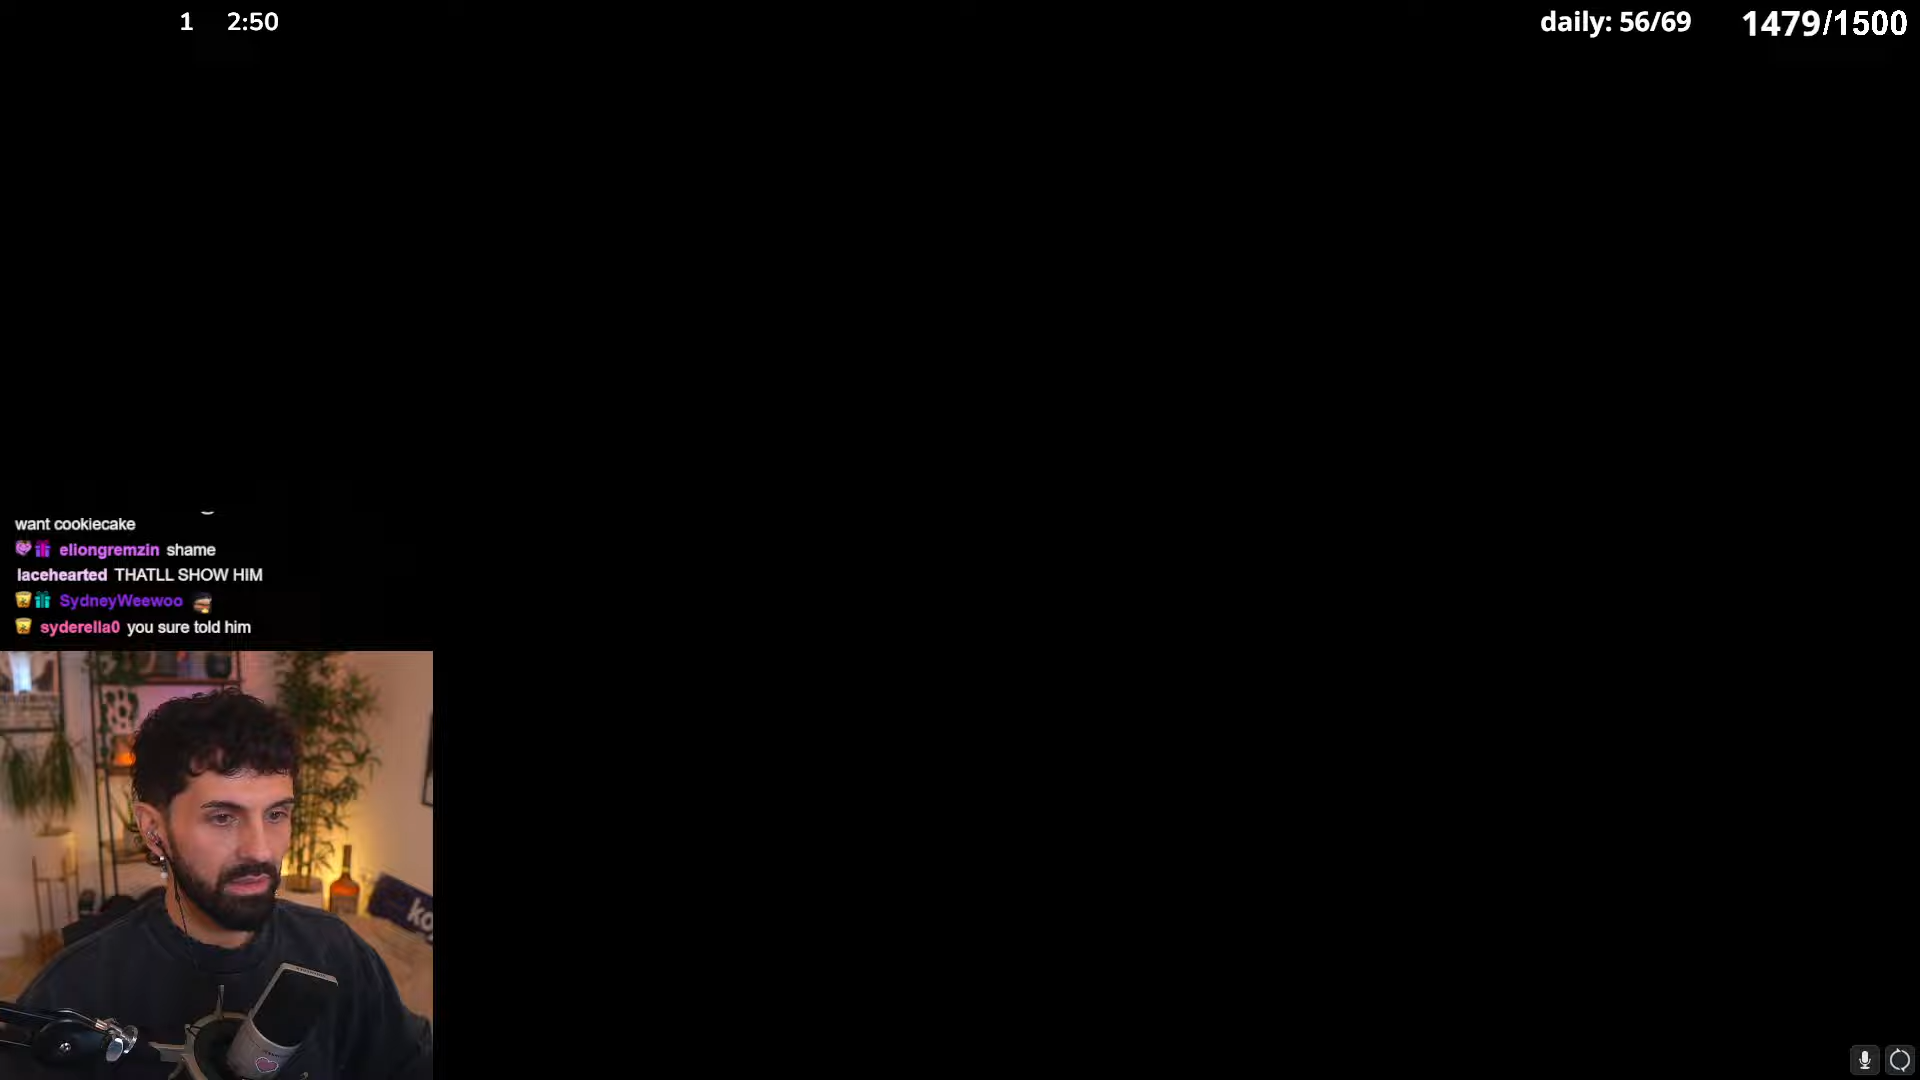 1 2:50
daily: 56/69 1479/1500
want cookiecake
eliongremzin shame
lacehearted THATLL SHOW HIM
SydneyWeewoo
syderella0 you sure told him